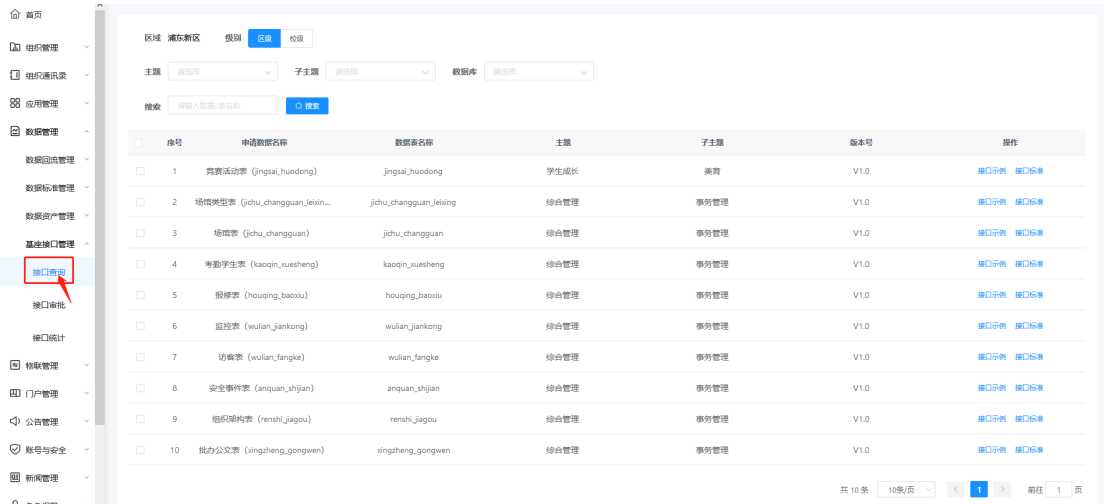 首页
组织管理
组织通讯录
应用管理
数据管理
数据回流管理
数据标准管理
数据资产管理
基座接口管理
接口查询
接口审批
接口统计
物联管理
门户管理
公告管理
账号与安全
新闻管理
区域 浦东新区 级别 区级 校级
主题 请选择 子主题 请选择 数据库 请选择
搜索 请输入数据/表名称 搜索
序号 申请数据名称 数据表名称 主题 子主题 版本号 操作
1 竞赛活动表（jingsai_huodong） jingsai_huodong 学生成长 美育 V1.0 接口示例 接口标准
2 场馆类型表（jichu_changguan_leixin... jichu_changguan_leixing 综合管理 事务管理 V1.0 接口示例 接口标准
3 场馆表（jichu_changguan） jichu_changguan 综合管理 事务管理 V1.0 接口示例 接口标准
4 考勤学生表（kaoqin_xuesheng） kaoqin_xuesheng 综合管理 事务管理 V1.0 接口示例 接口标准
5 报修表（houqing_baoxiu） houqing_baoxiu 综合管理 事务管理 V1.0 接口示例 接口标准
6 监控表（wulian_jiankong） wulian_jiankong 综合管理 事务管理 V1.0 接口示例 接口标准
7 访客表（wulian_fangke） wulian_fangke 综合管理 事务管理 V1.0 接口示例 接口标准
8 安全事件表（anquan_shijian） anquan_shijian 综合管理 事务管理 V1.0 接口示例 接口标准
9 组织架构表（renshi_jiagou） renshi_jiagou 综合管理 事务管理 V1.0 接口示例 接口标准
10 批办公文表（xingzheng_gongwen） xingzheng_gongwen 综合管理 事务管理 V1.0 接口示例 接口标准
共 10 条 10条/页 1 前往 1 页